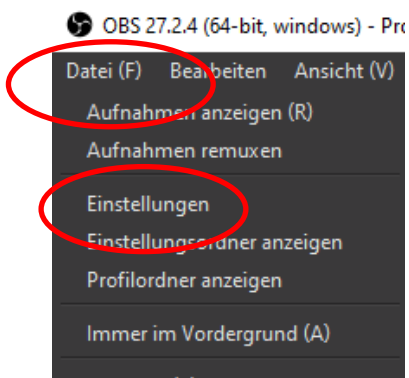 OBS 27.2.4 (64-bit, windows) - Pro
Datei (F) Bearbeiten Ansicht (V)
Aufnahmen anzeigen (R)
Aufnahmen remuxen
Einstellungen
Einstellungsordner anzeigen
Profilordner anzeigen
Immer im Vordergrund (A)